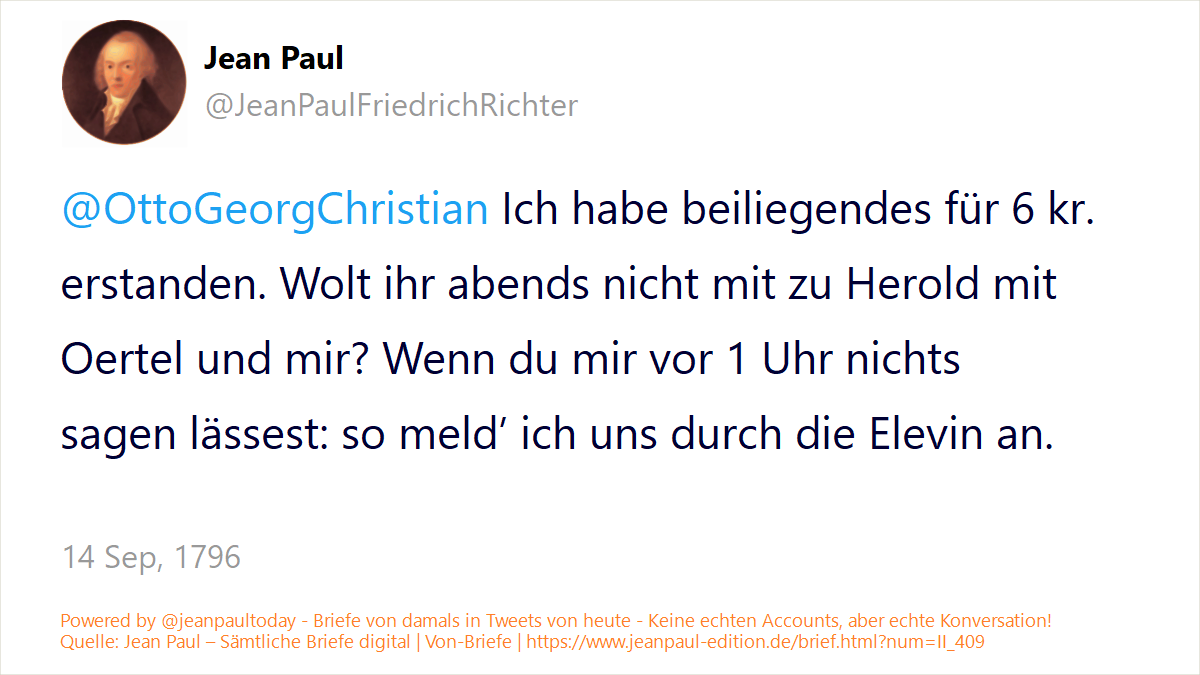 Jean Paul
@JeanPaulFriedrichRichter
@OttoGeorgChristian Ich habe beiliegendes für 6 kr.
erstanden. Wolt ihr abends nicht mit zu Herold mit
Oertel und mir? Wenn du mir vor 1 Uhr nichts
sagen lässest: so meld’ ich uns durch die Elevin an.
14 Sep, 1796
Powered by @jeanpaultoday - Briefe von damals in Tweets von heute - Keine echten Accounts, aber echte Konversation!
Quelle: Jean Paul – Sämtliche Briefe digital | Von-Briefe | https://www.jeanpaul-edition.de/brief.html?num=II_409